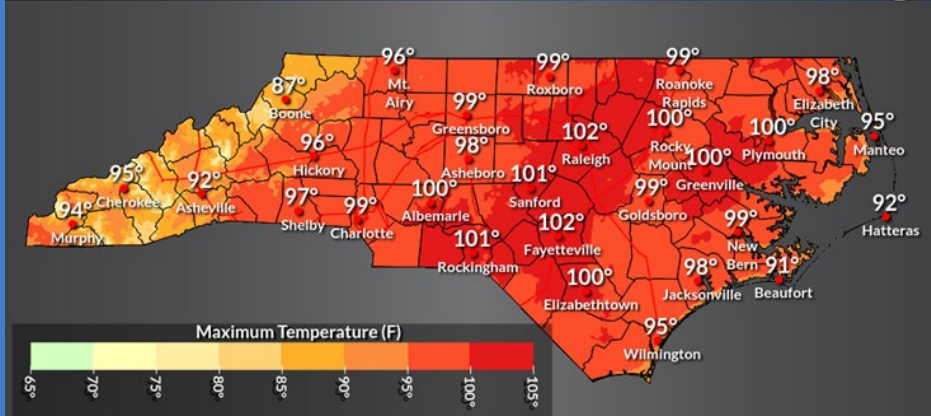 96°
Mt.
Airy
99°
Roxboro
99°
Roanoke
Rapids
98°
Elizabeth
City
87°
Boone
99°
Greensboro
102°
Raleigh
100°
Rocky
Mount
100°
Plymouth
95°
Manteo
96°
Hickory
98°
Asheboro
101°
Sanford
100°
Greenville
95°
Cherokee
92°
Asheville
97°
Shelby
99°
Charlotte
100°
Albemarle
99°
Goldsboro
92°
Hatteras
94°
Murphy
101°
Rockingham
102°
Fayetteville
99°
New
Bern
100°
Elizabethtown
98°
Jacksonville
91°
Beaufort
95°
Wilmington
Maximum Temperature (F)
65°
70°
75°
80°
85°
90°
95°
100°
105°